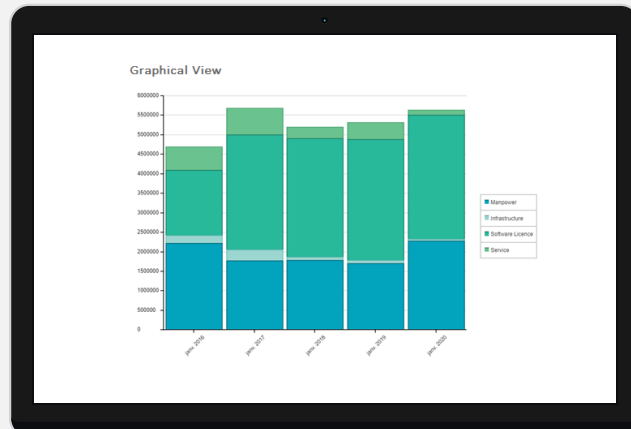 Graphical View
6000000
5500000
5000000
4500000
4000000
3500000
3000000
2500000
2000000
1500000
1000000
500000
0
janv. 2016
janv. 2017
janv. 2018
janv. 2019
janv. 2020
Manpower
Infrastructure
Software Licence
Service